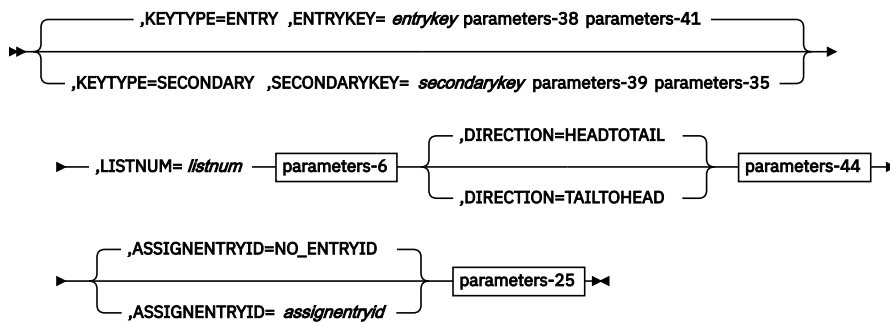 ,KEYTYPE=ENTRY ,ENTRYKEY= entrykey parameters-38 parameters-41
,KEYTYPE=SECONDARY ,SECONDARYKEY= secondarykey parameters-39 parameters-35
,DIRECTION=HEADTOTAIL
,LISTNUM= listnum parameters-6 parameters-44
,DIRECTION=TAILTOHEAD
,ASSIGNENTRYID=NO_ENTRYID
parameters-25
,ASSIGNENTRYID= assignentryid